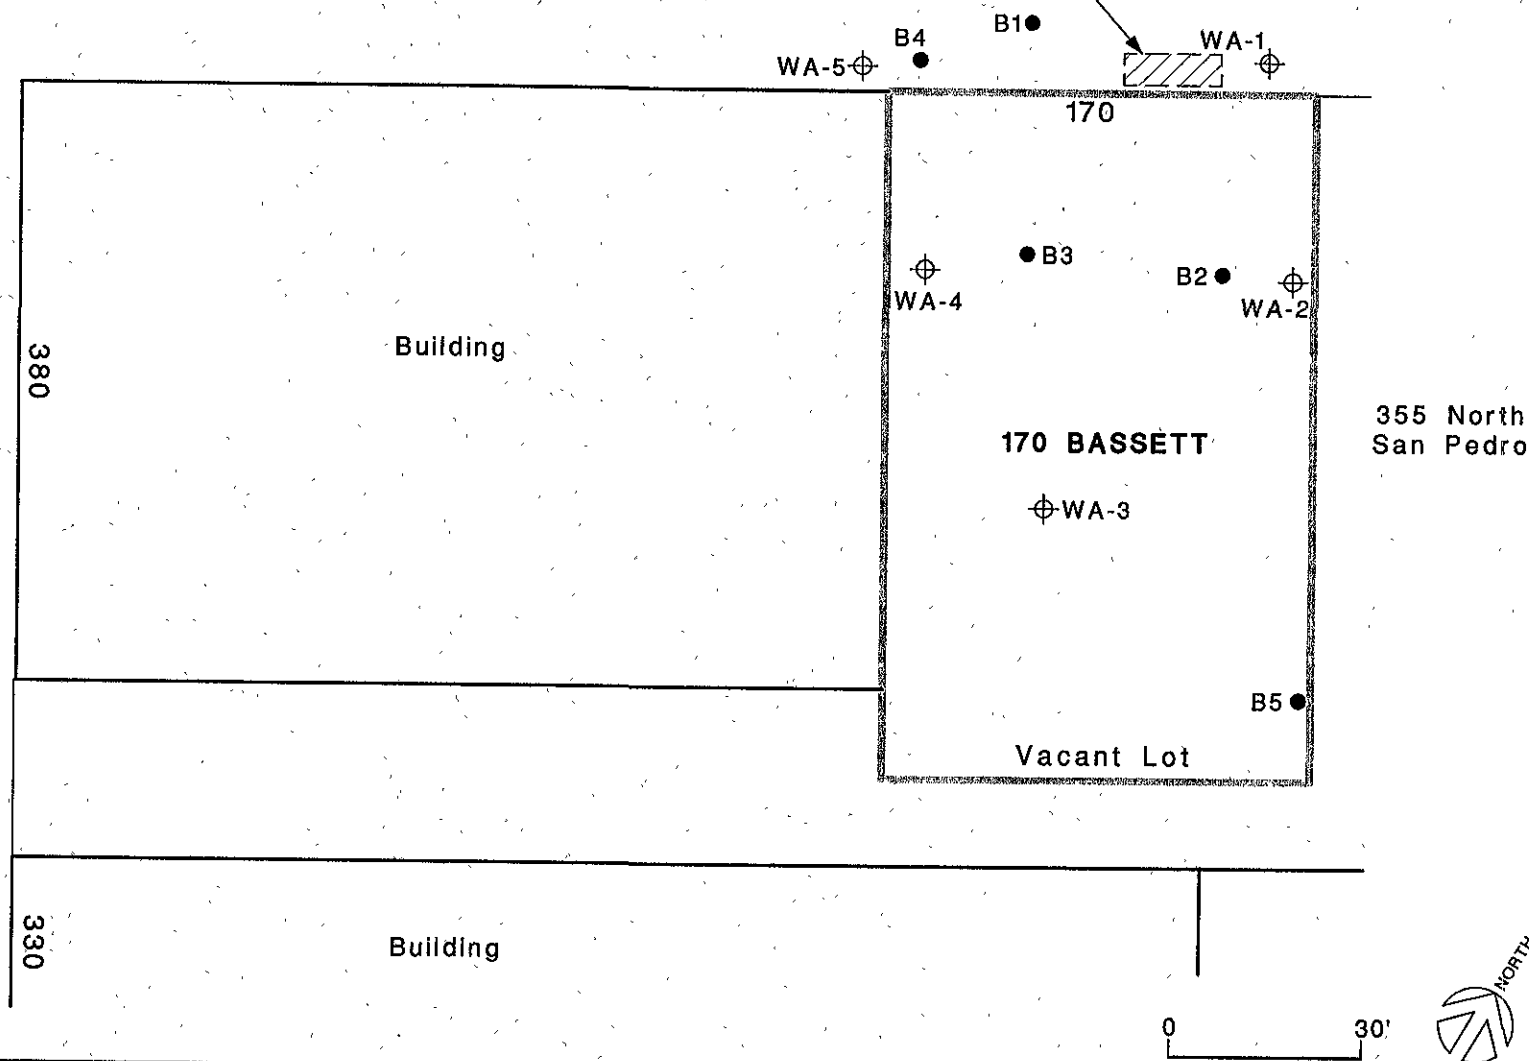 B1
B4
WA-1
WA-5
170
B3
B2
WA-4
WA-2
Building
380
355 North
San Pedro
170 BASSETT
WA-3
B5
Vacant Lot
330
Building
NORTH
0 30'